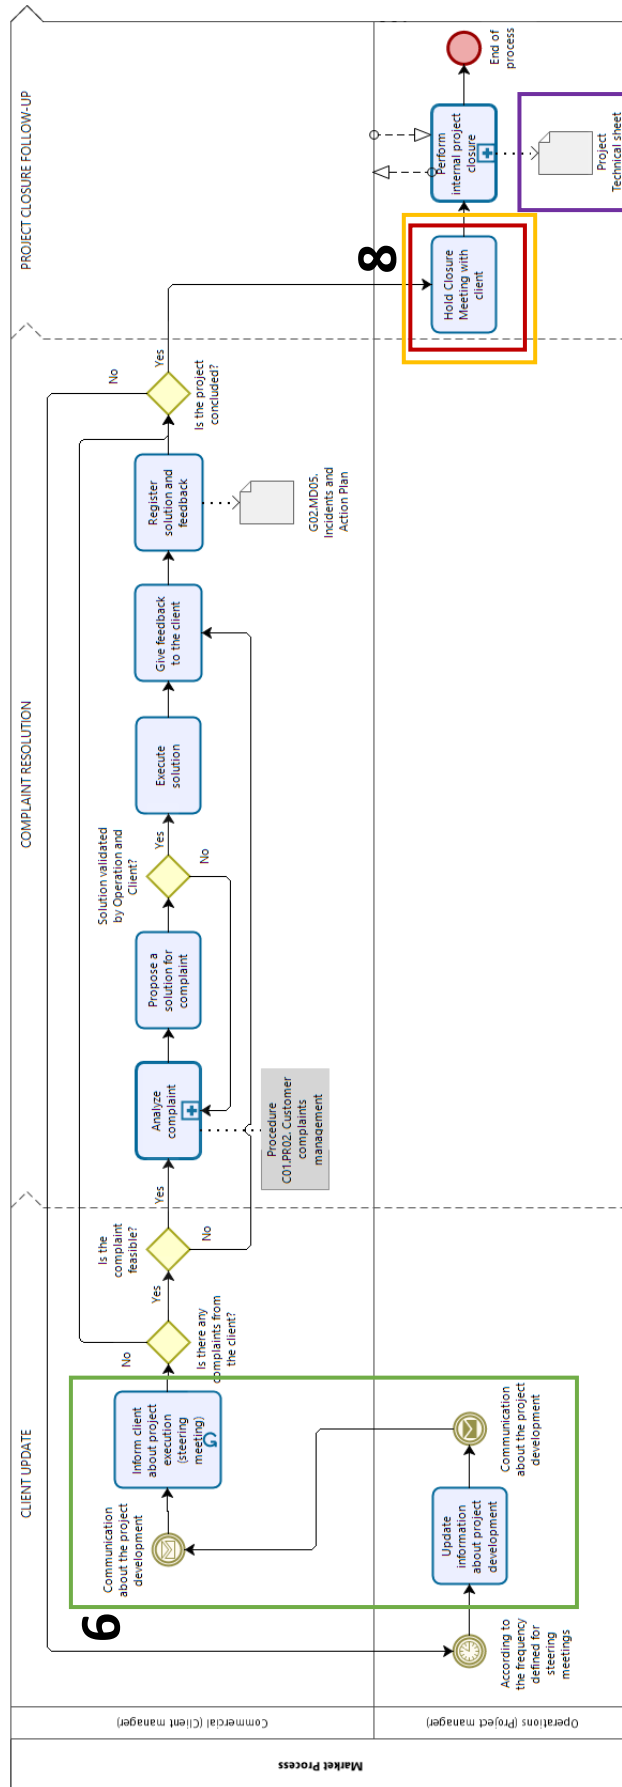 Market Process
Commercial (Client manager)
Operations (Project manager)
CLIENT UPDATE
6
According to
the frequency
defined for
steering
meetings
Update
information
about project
development
Communication
about the project
development
Communication
about the project
development
Inform client
about project
execution
(steering
meeting)
Is there any
complaints from
the client?
No
Yes
Is the
complaint
feasible?
No
Yes
COMPLAINT RESOLUTION
Analyze
complaint
Procedure
C01.PR02. Customer
complaints
management
Propose a
solution for
complaint
Solution validated
by Operation and
Client?
No
Yes
Execute
solution
Give feedback
to the client
Register
solution and
feedback
G02.MD05.
Incidents and
Action Plan
Is the project
concluded?
No
Yes
PROJECT CLOSURE FOLLOW-UP
8
Hold Closure
Meeting with
client
Perform
internal project
closure
Project
Technical sheet
End of
process